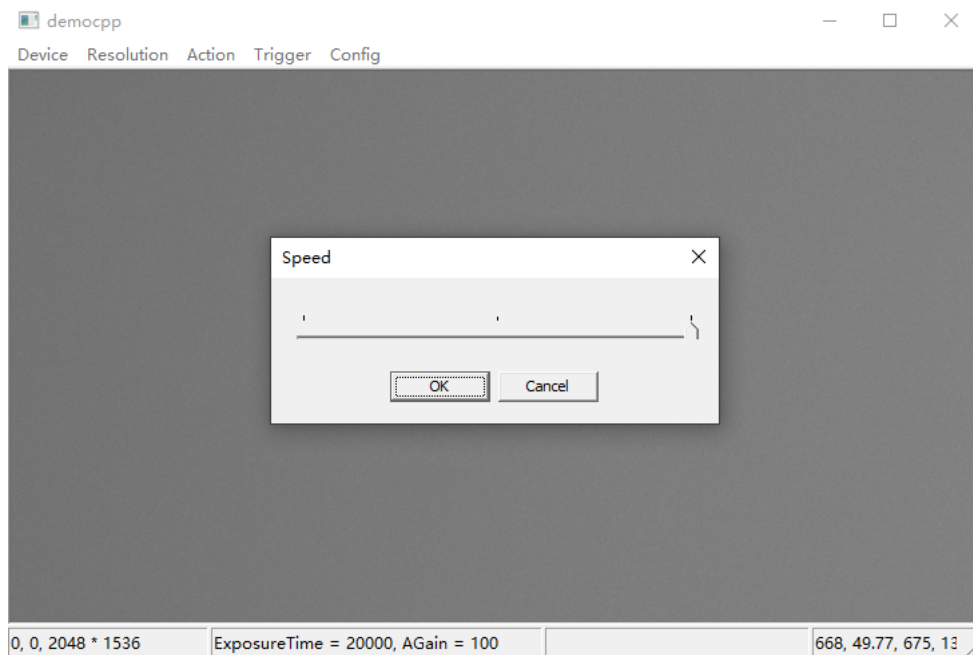 democpp
Device Resolution Action Trigger Config
Speed
OK Cancel
0, 0, 2048 * 1536 ExposureTime = 20000, AGain = 100 668, 49.77, 675,